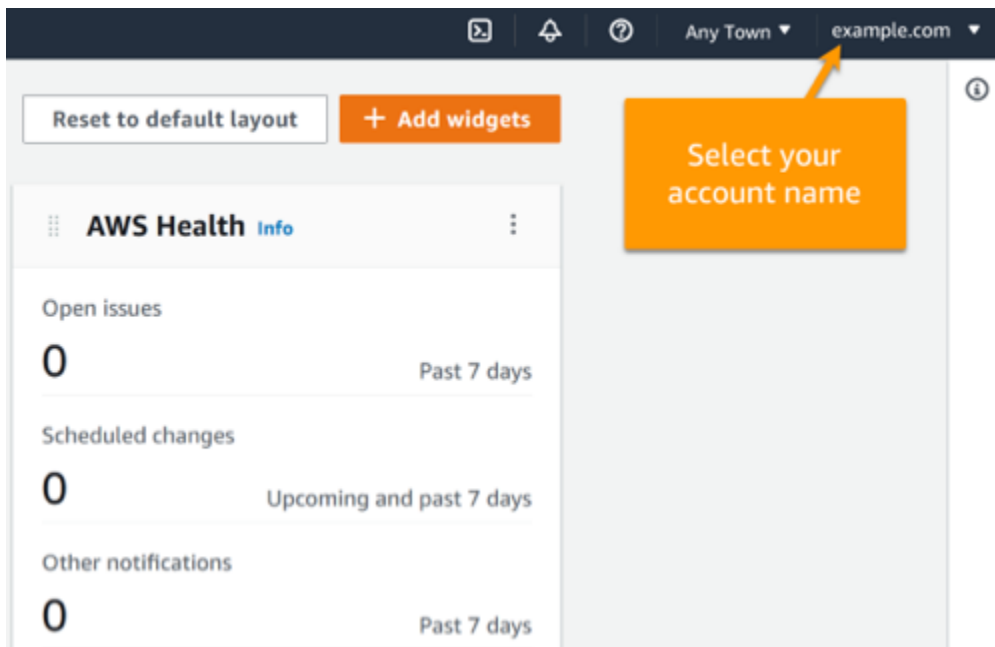 Any Town example.com
Reset to default layout + Add widgets
Select your
account name
AWS Health Info
Open issues
0 Past 7 days
Scheduled changes
0 Upcoming and past 7 days
Other notifications
0 Past 7 days